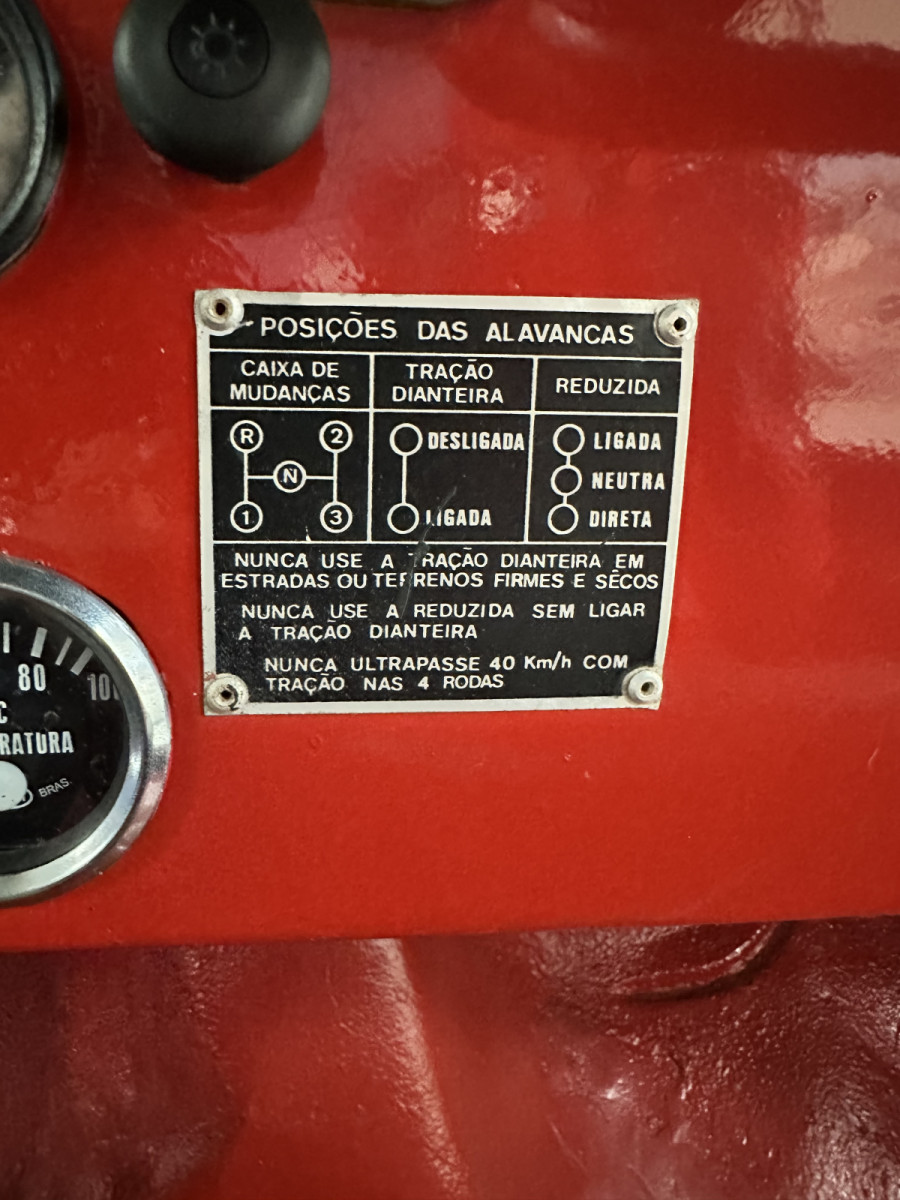 POSIÇÕES DAS ALAVANCAS
CAIXA DE
MUDANÇAS
TRAÇÃO
DIANTEIRA
REDUZIDA
R 2
N
1 3
DESLIGADA
LIGADA
LIGADA
NEUTRA
DIRETA
NUNCA USE A TRAÇÃO DIANTEIRA EM
ESTRADAS OU TERRENOS FIRMES E SÊCOS
NUNCA USE A REDUZIDA SEM LIGAR
A TRAÇÃO DIANTEIRA
NUNCA ULTRAPASSE 40 Km/h COM
TRAÇÃO NAS 4 RODAS
80
C
RATURA
BRAS.